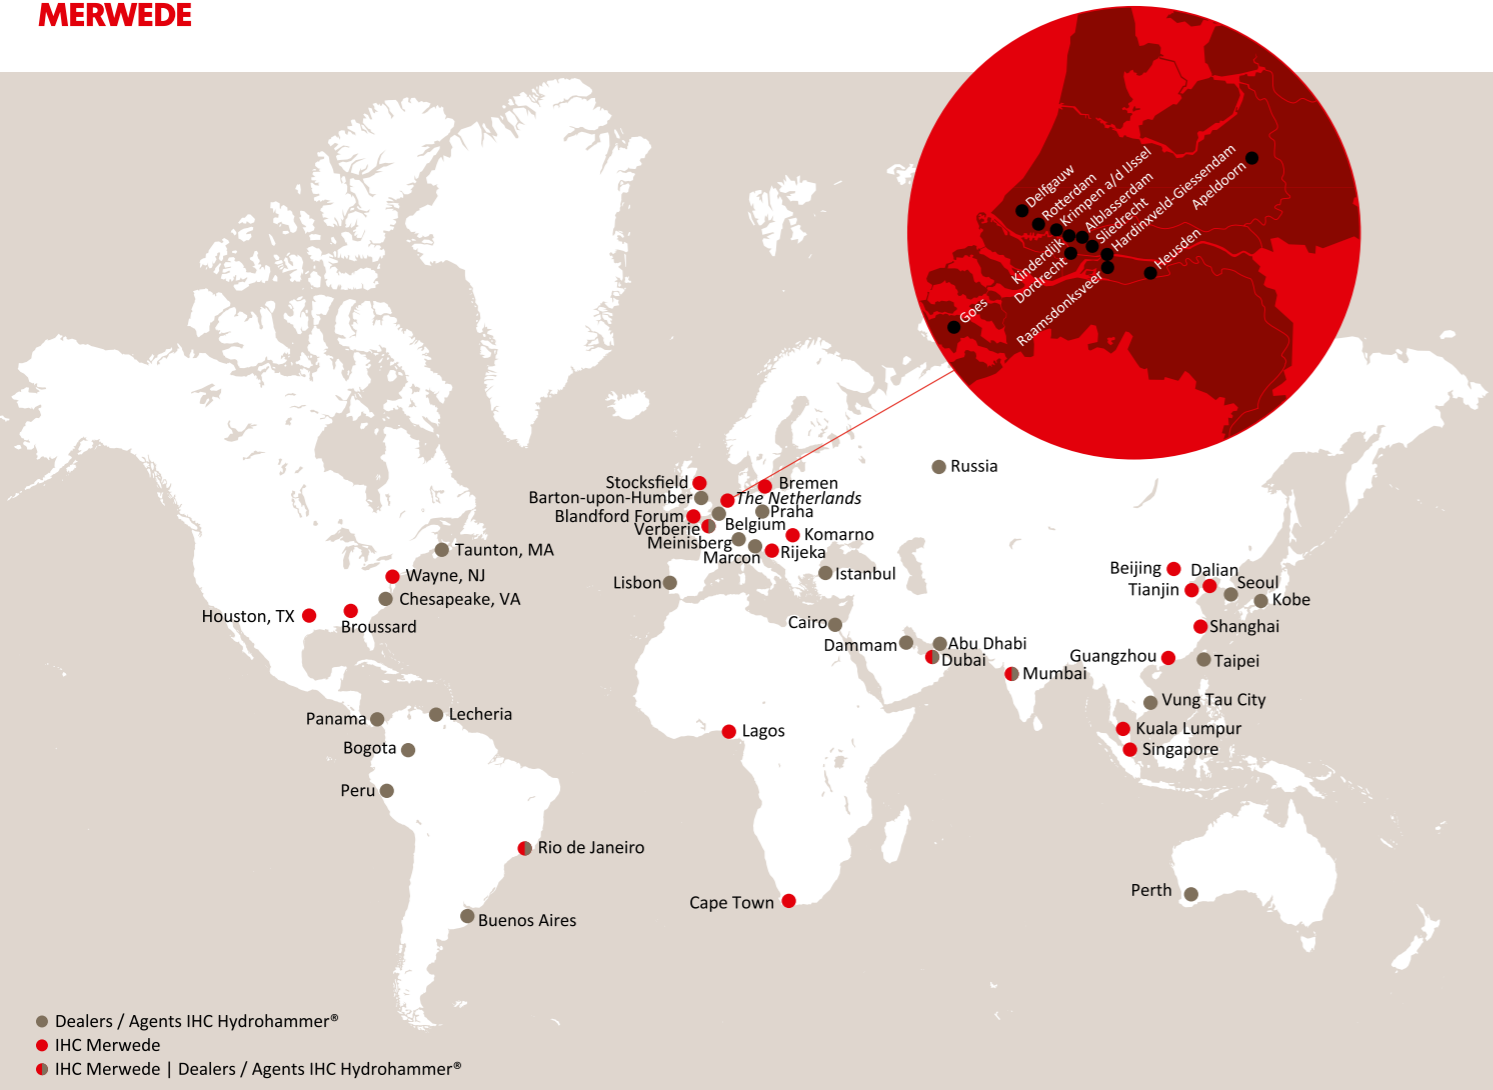 MERWEDE
Delfgauw
Rotterdam
Krimpen a/d IJssel
Alblasserdam
Sliedrecht
Hardinxveld-Giessendam
Apeldoorn
Kinderdijk
Dordrecht
Raamsdonksveer
Heusden
Goes
Russia
Stocksfield
Bremen
Barton-upon-Humber
The Netherlands
Blandford Forum
Praha
Verberie
Belgium
Meinisberg
Komarno
Marcon
Rijeka
Taunton, MA
Wayne, NJ
Lisbon
Istanbul
Chesapeake, VA
Houston, TX
Broussard
Beijing
Dalian
Tianjin
Seoul
Kobe
Cairo
Shanghai
Dammam
Abu Dhabi
Dubai
Guangzhou
Taipei
Mumbai
Vung Tau City
Panama
Lecheria
Lagos
Kuala Lumpur
Bogota
Singapore
Peru
Rio de Janeiro
Perth
Cape Town
Buenos Aires
Dealers / Agents IHC Hydrohammer®
IHC Merwede
IHC Merwede | Dealers / Agents IHC Hydrohammer®